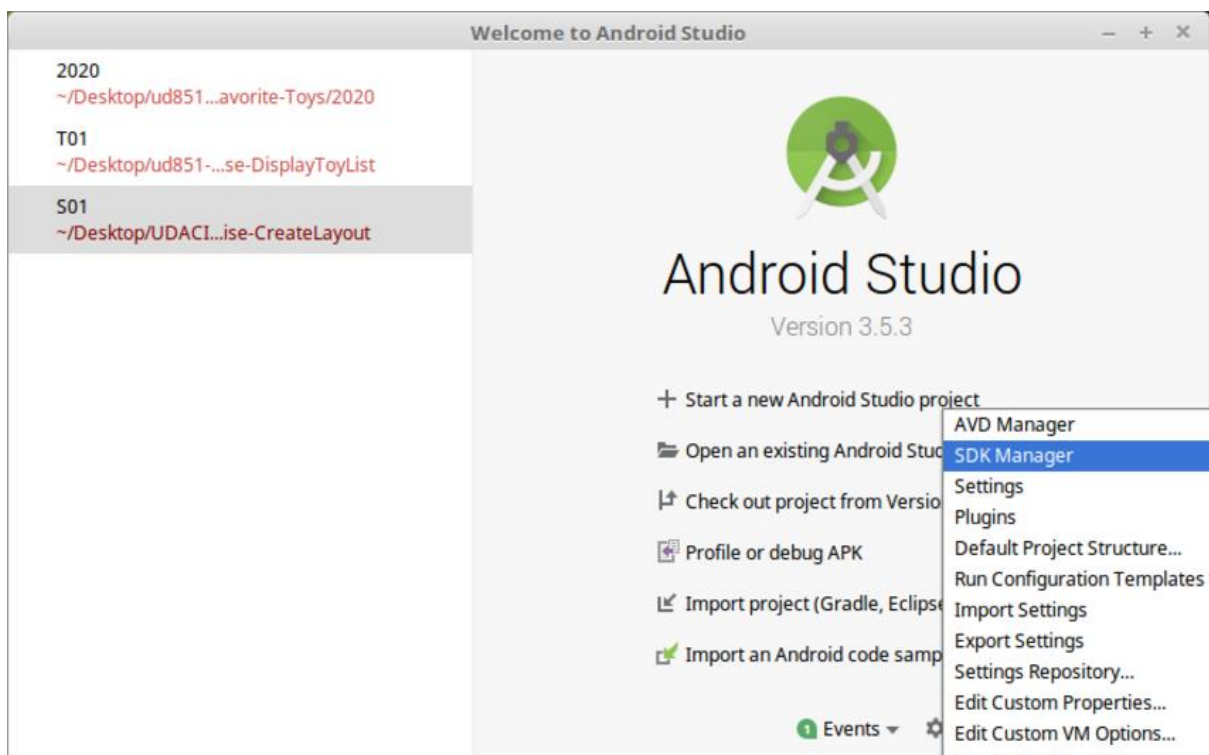 Welcome to Android Studio
2020
~/Desktop/ud851...avorite-Toys/2020
T01
~/Desktop/ud851-...se-DisplayToyList
S01
~/Desktop/UDACI...ise-CreateLayout
Android Studio
Version 3.5.3
Start a new Android Studio project
Open an existing Android Stud
Check out project from Versio
Profile or debug APK
Import project (Gradle, Eclipse
Import an Android code samp
1 Events
AVD Manager
SDK Manager
Settings
Plugins
Default Project Structure...
Run Configuration Templates
Import Settings
Export Settings
Settings Repository...
Edit Custom Properties...
Edit Custom VM Options...